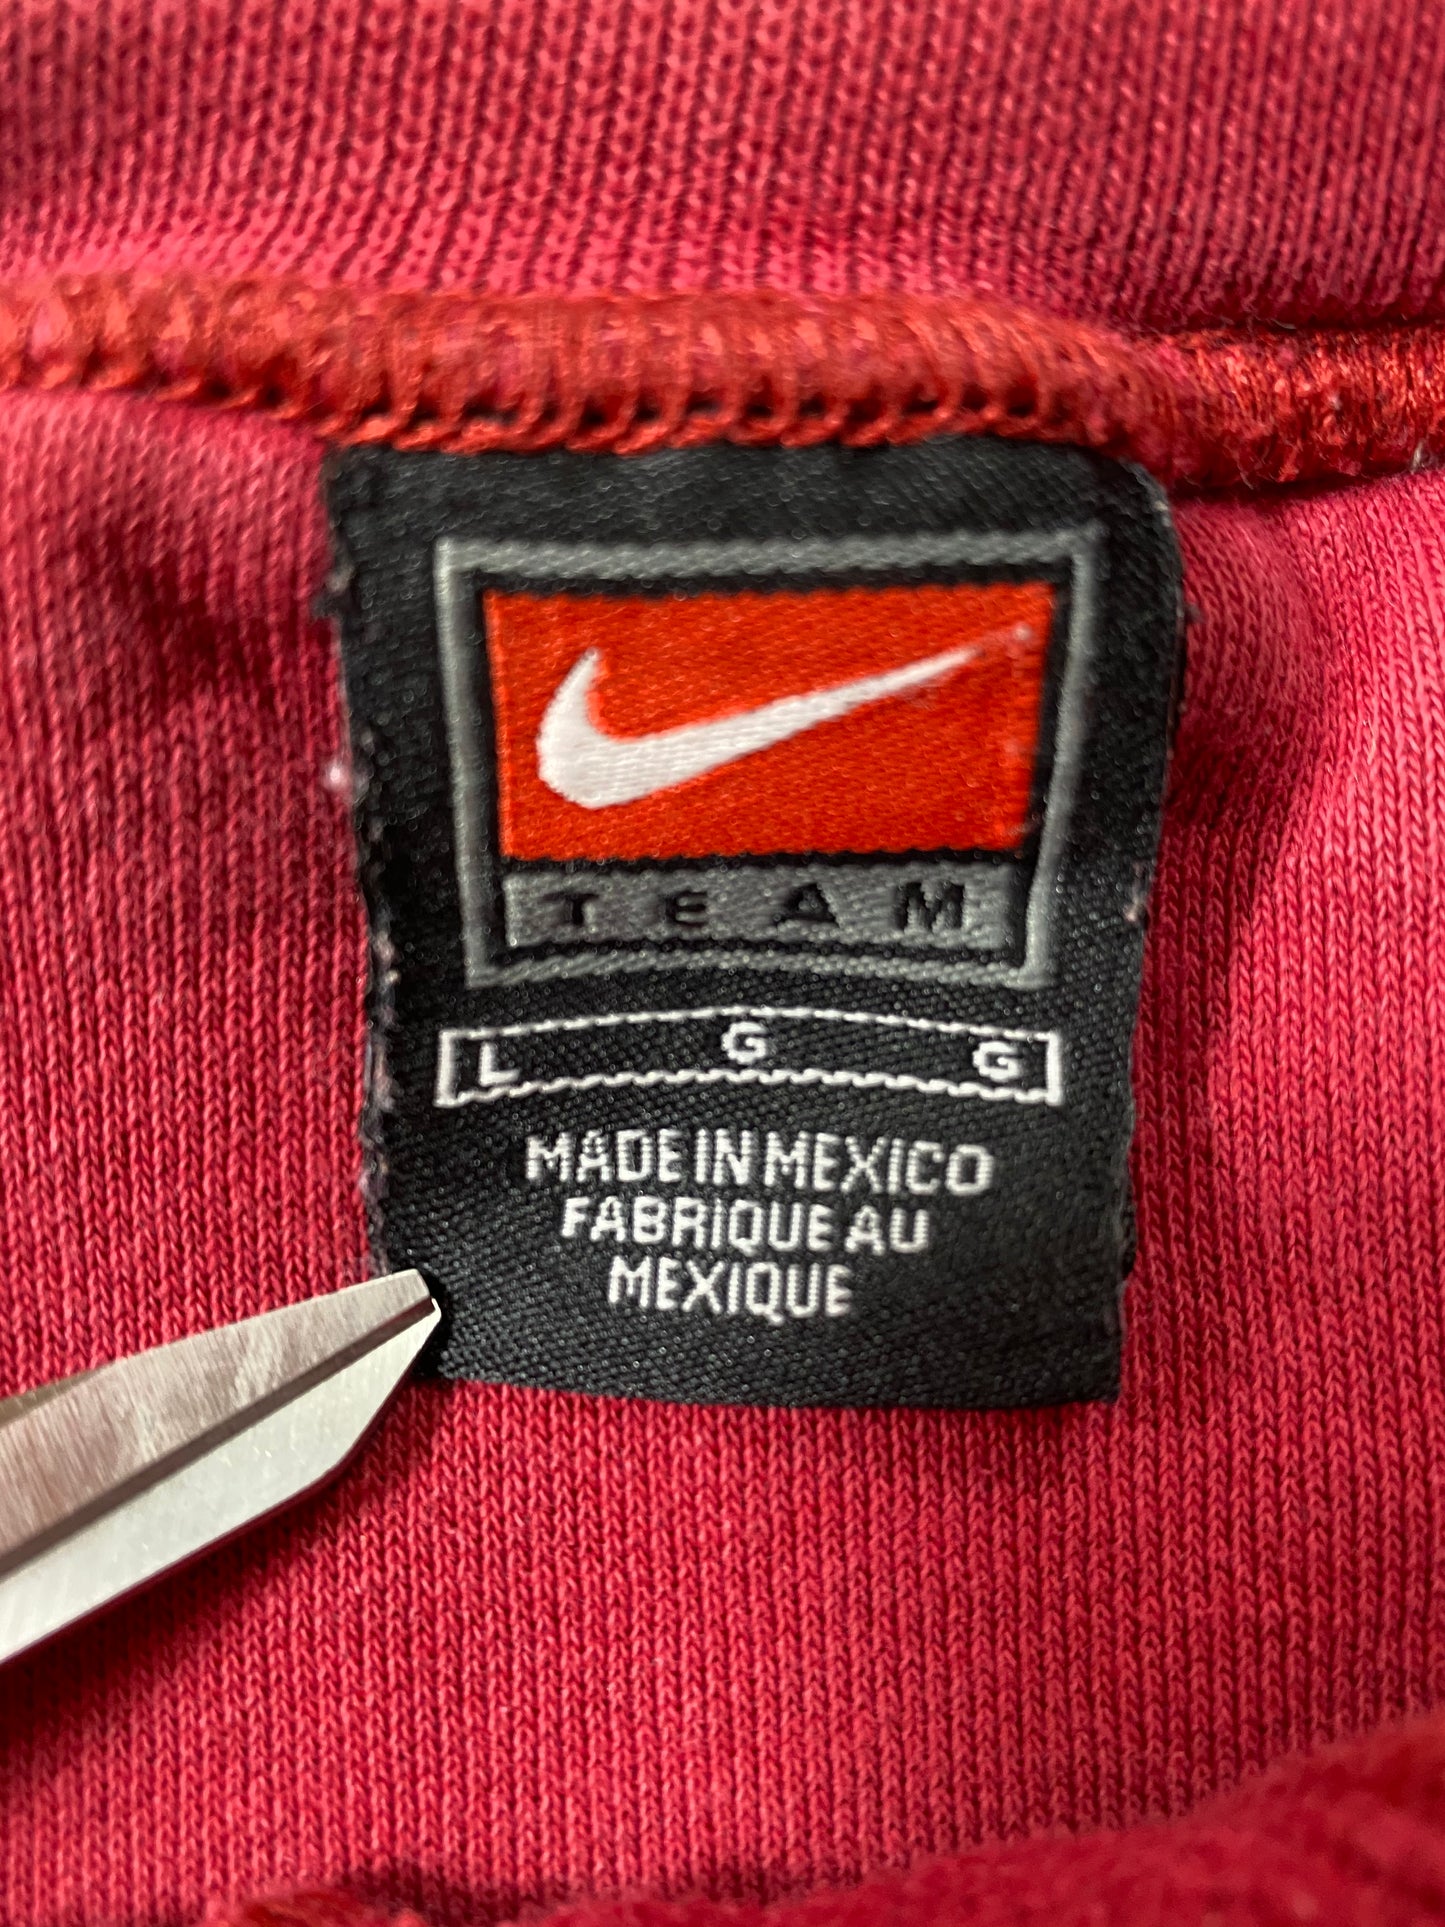 TEAM
L G G
MADE IN MEXICO
FABRIQUE AU
MEXIQUE